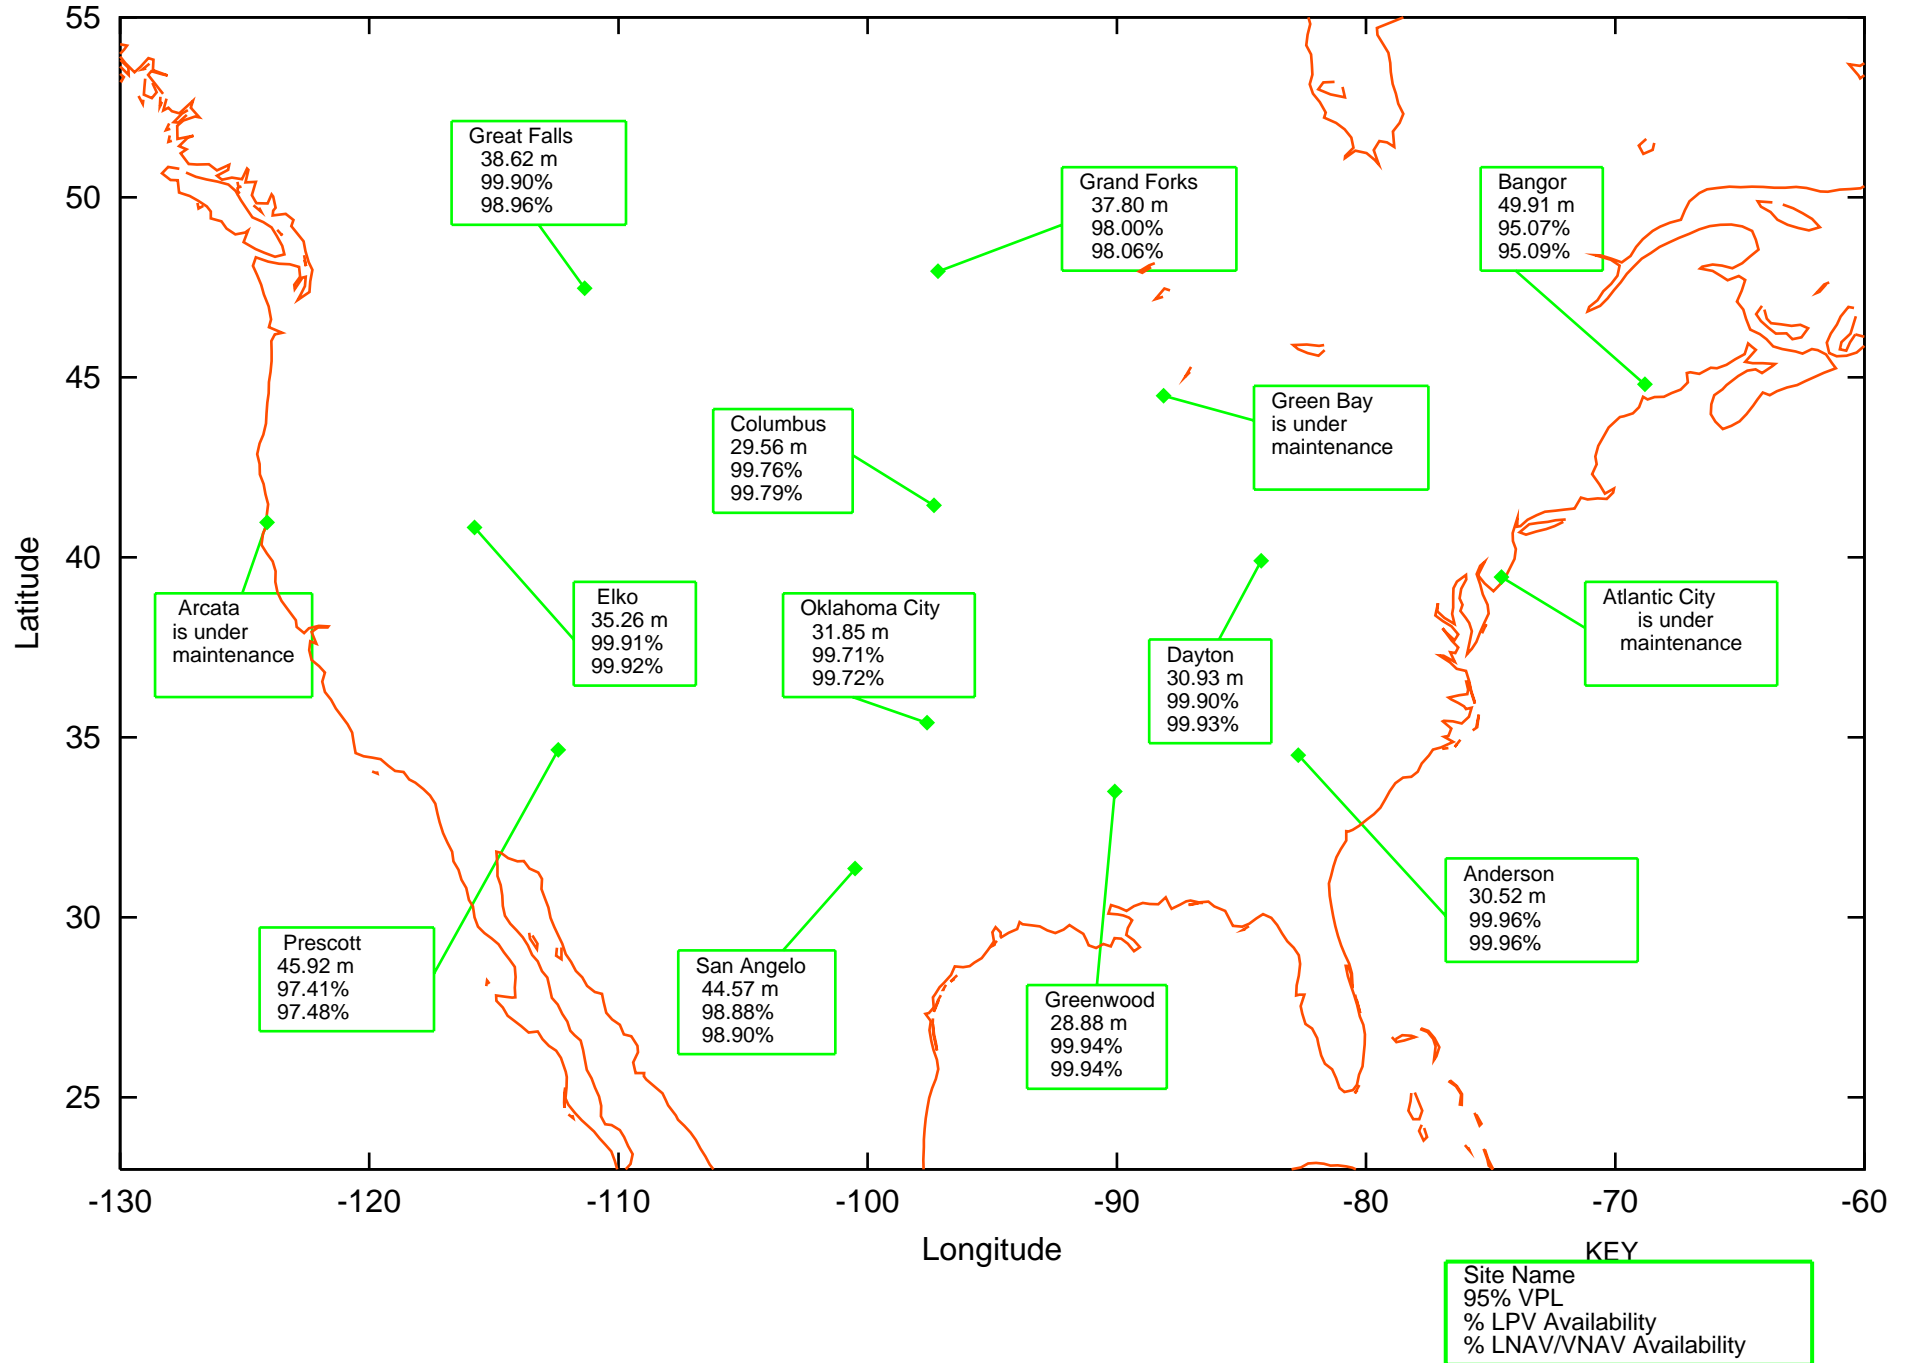 55
50
45
40
35
30
25
Latitude
Great Falls
38.62 m
99.90%
98.96%
Grand Forks
37.80 m
98.00%
98.06%
Bangor
49.91 m
95.07%
95.09%
Columbus
29.56 m
99.76%
99.79%
Green Bay
is under
maintenance
Arcata
is under
maintenance
Elko
35.26 m
99.91%
99.92%
Oklahoma City
31.85 m
99.71%
99.72%
Dayton
30.93 m
99.90%
99.93%
Atlantic City
is under
maintenance
Prescott
45.92 m
97.41%
97.48%
San Angelo
44.57 m
98.88%
98.90%
Greenwood
28.88 m
99.94%
99.94%
Anderson
30.52 m
99.96%
99.96%
-130 -120 -110 -100 -90 -80 -70 -60
Longitude
KEY
Site Name
95% VPL
% LPV Availability
% LNAV/VNAV Availability